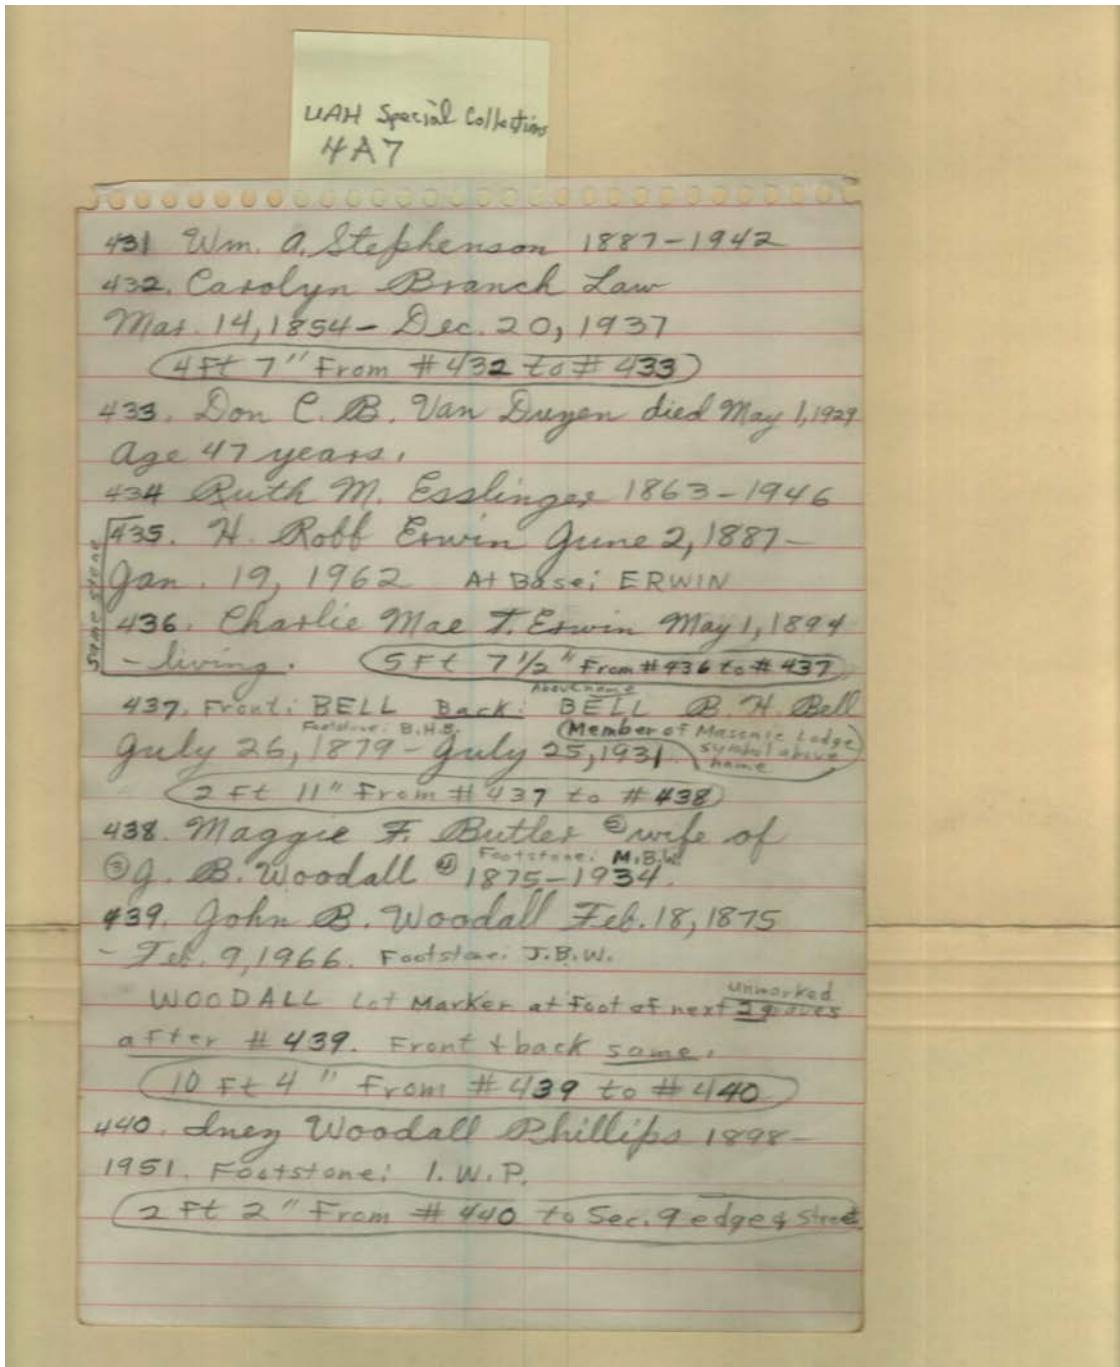 UAH Special Collections
4A7
431 Wm. A. Stephenson 1887-1942
432. Carolyn Branch Law
Mar. 14, 1854 - Dec. 20, 1937
4 Ft 7" From #432 to #433
433. Don C. B. Van Duzen died May 1, 1929
Age 47 years.
434 Ruth M. Esslinger 1863-1946
435. H. Robb Erwin June 2, 1887-
Jan. 19, 1962 At Base: ERWIN
same stone
436. Charlie Mae T. Erwin May 1, 1894
- living. 5 Ft 7 1/2" From #436 to #437
Above name
437. Front: BELL Back: BELL B. H. Bell
Footstone: B.H.B. (Member of Masonic Lodge
July 26, 1879 - July 25, 1931. symbol above
name
2 Ft 11" From #437 to #438
438. Maggie F. Butler ② wife of
Footstone: M.B.W.
③ J. B. Woodall ④ 1875-1934.
439. John B. Woodall Feb. 18, 1875
- Feb. 9, 1966. Footstone: J.B.W.
unmarked
WOODALL Lot Marker at foot of next 2 graves
after #439. Front & back same.
10 Ft 4" From #439 to #440
440. Inez Woodall Phillips 1898-
1951. Footstone: I.W.P.
2 Ft 2" From #440 to Sec. 9 edge & Street